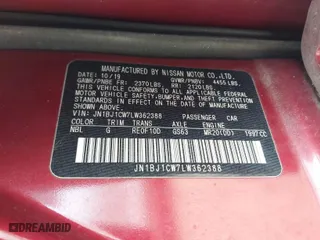 MANUFACTURED BY NISSAN MOTOR CO.,LTD.
DATE: 10/19
GAWR/PNBE FR: 2370LBS. GVWR/PBNV: 4455 LBS.
GAWR/PNBE RR: 2120LBS.
THIS VEHICLE CONFORMS TO ALL APPLICABLE FEDERAL
MOTOR VEHICLE SAFETY, BUMPER, AND THEFT
PREVENTION STANDARDS IN EFFECT ON THE DATE OF
MANUFACTURE SHOWN ABOVE.
VIN: JN1BJ1CW7LW362388 PASSENGER CAR
COLOR TRIM TRANS AXLE ENGINE
NBL G RE0F10D GS63 MR20(DD) 1997CC
JN1BJ1CW7LW362388